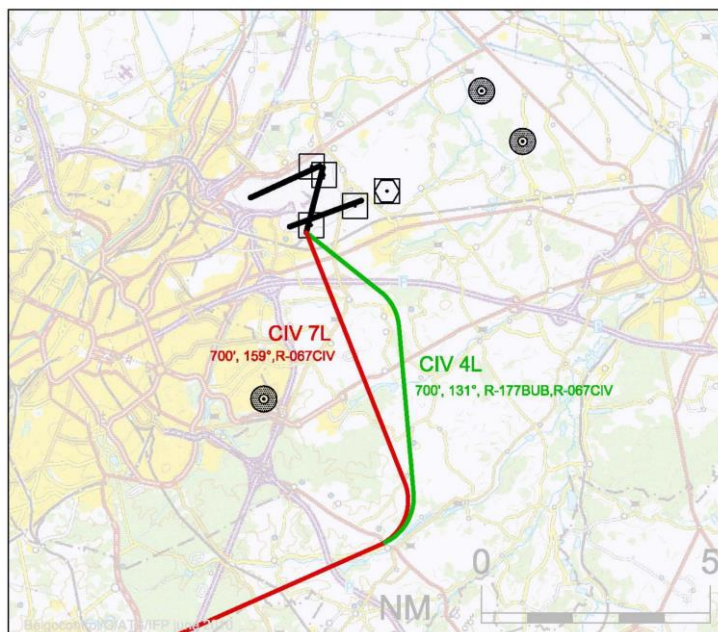 CIV 7L
700', 159°,R-067CIV
CIV 4L
700', 131°, R-177BUB,R-067CIV
0 5
NM